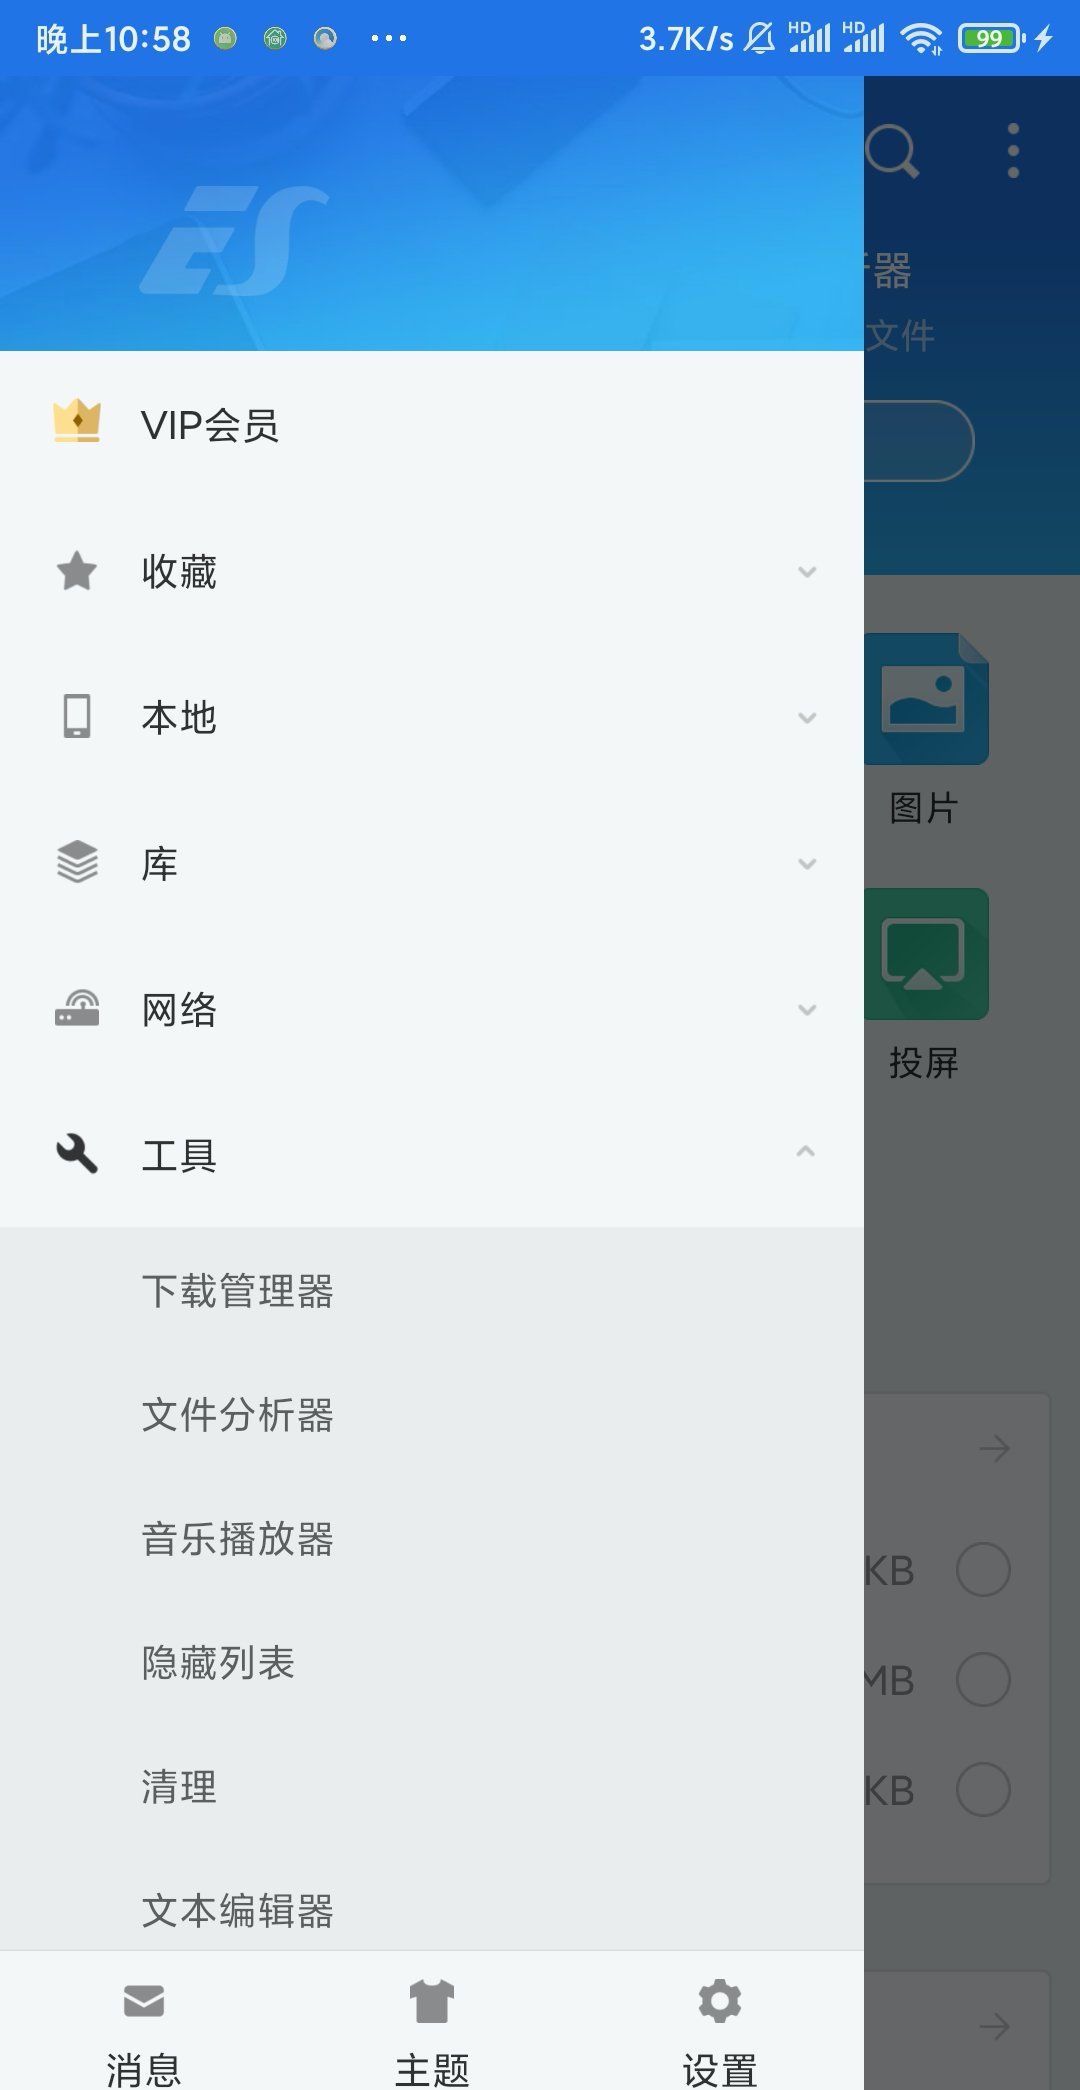 晚上10:58
3.7K/s
HD
HD
99
ES
器
文件
VIP会员
收藏
本地
图片
库
网络
投屏
工具
下载管理器
文件分析器
音乐播放器
KB
隐藏列表
MB
清理
KB
文本编辑器
消息
主题
设置